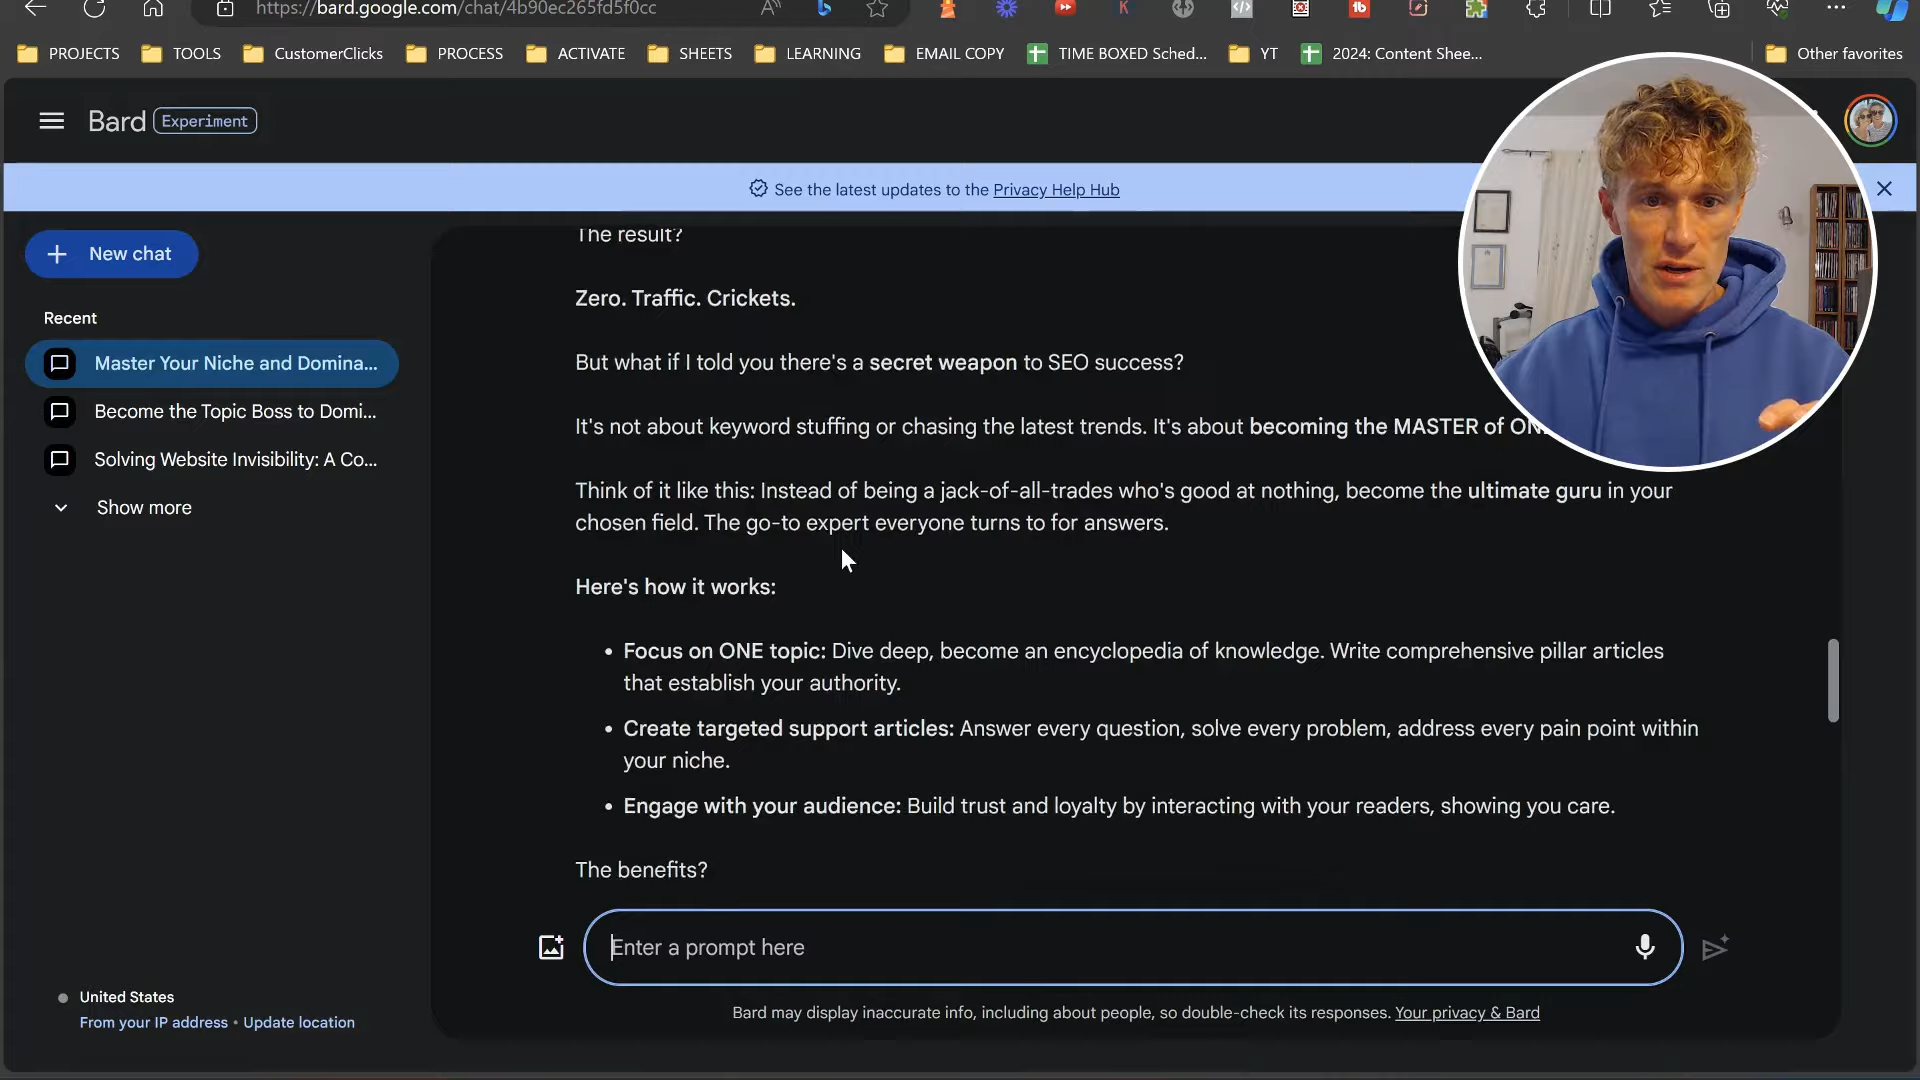 https://bard.google.com/chat/4b90ec265fd5f0cc
PROJECTS TOOLS CustomerClicks PROCESS ACTIVATE SHEETS LEARNING EMAIL COPY TIME BOXED Sched... YT 2024: Content Shee... Other favorites
Bard Experiment
See the latest updates to the Privacy Help Hub
New chat
Recent
Master Your Niche and Domina...
Become the Topic Boss to Domi...
Solving Website Invisibility: A Co...
Show more
United States
From your IP address • Update location
The result?
Zero. Traffic. Crickets.
But what if I told you there's a secret weapon to SEO success?
It's not about keyword stuffing or chasing the latest trends. It's about becoming the MASTER of
Think of it like this: Instead of being a jack-of-all-trades who's good at nothing, become the ultimate guru in your
chosen field. The go-to expert everyone turns to for answers.
Here's how it works:
• Focus on ONE topic: Dive deep, become an encyclopedia of knowledge. Write comprehensive pillar articles
that establish your authority.
• Create targeted support articles: Answer every question, solve every problem, address every pain point within
your niche.
• Engage with your audience: Build trust and loyalty by interacting with your readers, showing you care.
The benefits?
Enter a prompt here
Bard may display inaccurate info, including about people, so double-check its responses. Your privacy & Bard